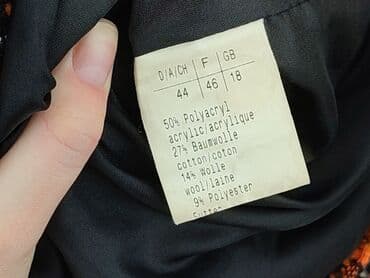 D/A/CH F GB
44 46 18
50% Polyacryl
acrylic/acrylique
27% Baumwolle
cotton/coton
14% Wolle
wool/laine
9% Polyester
Futter